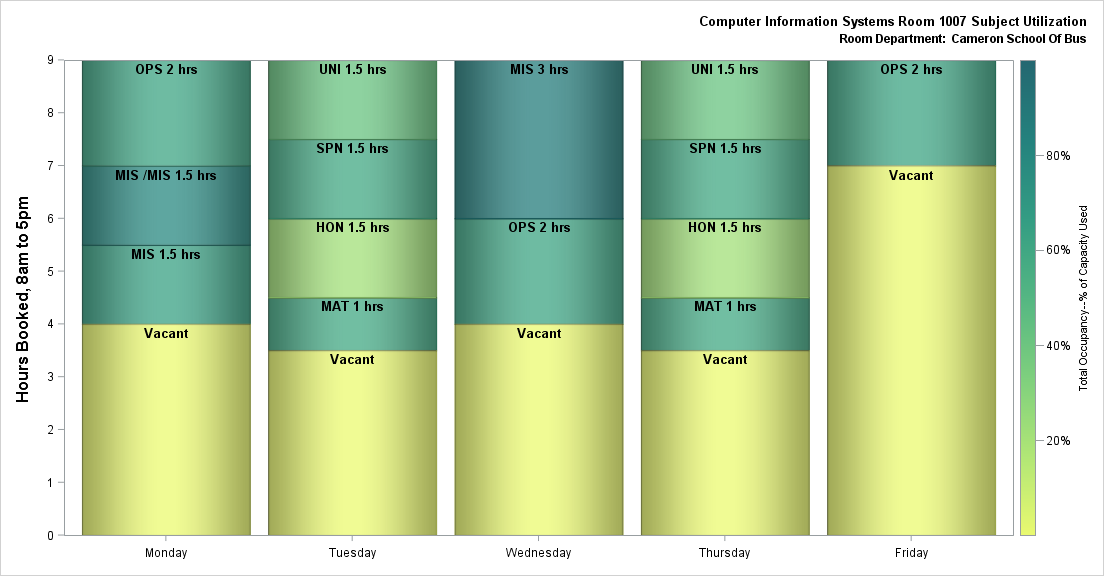 Computer Information Systems Room 1007 Subject Utilization
Room Department: Cameron School Of Bus
Hours Booked, 8am to 5pm
9
8
7
6
5
4
3
2
1
0
OPS 2 hrs
MIS /MIS 1.5 hrs
MIS 1.5 hrs
Vacant
UNI 1.5 hrs
SPN 1.5 hrs
HON 1.5 hrs
MAT 1 hrs
Vacant
MIS 3 hrs
OPS 2 hrs
Vacant
UNI 1.5 hrs
SPN 1.5 hrs
HON 1.5 hrs
MAT 1 hrs
Vacant
OPS 2 hrs
Vacant
Monday
Tuesday
Wednesday
Thursday
Friday
80%
60%
40%
20%
Total Occupancy--% of Capacity Used